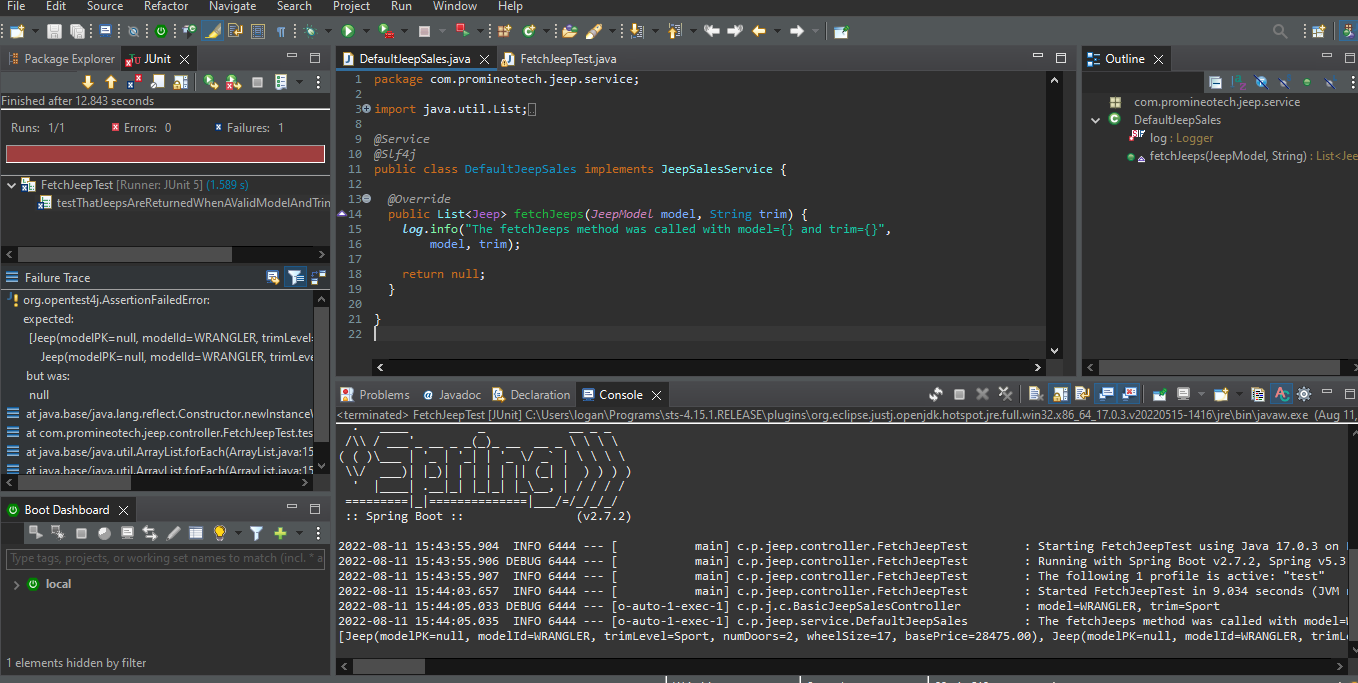 File Edit Source Refactor Navigate Search Project Run Window Help
Package Explorer JUnit
Finished after 12.843 seconds
Runs: 1/1 Errors: 0 Failures: 1
FetchJeepTest [Runner: JUnit 5] (1.589 s)
testThatJeepsAreReturnedWhenAValidModelAndTrim
Failure Trace
org.opentest4j.AssertionFailedError:
expected:
[Jeep(modelPK=null, modelId=WRANGLER, trimLevel=
Jeep(modelPK=null, modelId=WRANGLER, trimLeve
but was:
null
at java.base/java.lang.reflect.Constructor.newInstance
at com.promineotech.jeep.controller.FetchJeepTest.tes
at java.base/java.util.ArrayList.forEach(ArrayList.java:15
at java.base/java.util.ArrayList.forEach(ArrayList.java:15
Boot Dashboard
Type tags, projects, or working set names to match (incl. * a
local
1 elements hidden by filter
DefaultJeepSales.java FetchJeepTest.java
1 package com.promineotech.jeep.service;
2
3 import java.util.List;
8
9 @Service
10 @Slf4j
11 public class DefaultJeepSales implements JeepSalesService {
12
13 @Override
14 public List<Jeep> fetchJeeps(JeepModel model, String trim) {
15 log.info("The fetchJeeps method was called with model={} and trim={}",
16 model, trim);
17
18 return null;
19 }
20
21 }
22
Outline
com.promineotech.jeep.service
DefaultJeepSales
log : Logger
fetchJeeps(JeepModel, String) : List<Jee
Problems Javadoc Declaration Console
<terminated> FetchJeepTest [JUnit] C:\Users\logan\Programs\sts-4.15.1.RELEASE\plugins\org.eclipse.justj.openjdk.hotspot.jre.full.win32.x86_64_17.0.3.v20220515-1416\jre\bin\javaw.exe (Aug 11,
:: Spring Boot :: (v2.7.2)
2022-08-11 15:43:55.904 INFO 6444 --- [ main] c.p.jeep.controller.FetchJeepTest : Starting FetchJeepTest using Java 17.0.3 on
2022-08-11 15:43:55.906 DEBUG 6444 --- [ main] c.p.jeep.controller.FetchJeepTest : Running with Spring Boot v2.7.2, Spring v5.3
2022-08-11 15:43:55.907 INFO 6444 --- [ main] c.p.jeep.controller.FetchJeepTest : The following 1 profile is active: "test"
2022-08-11 15:44:03.657 INFO 6444 --- [ main] c.p.jeep.controller.FetchJeepTest : Started FetchJeepTest in 9.034 seconds (JVM
2022-08-11 15:44:05.033 DEBUG 6444 --- [o-auto-1-exec-1] c.p.j.c.BasicJeepSalesController : model=WRANGLER, trim=Sport
2022-08-11 15:44:05.035 INFO 6444 --- [o-auto-1-exec-1] c.p.jeep.service.DefaultJeepSales : The fetchJeeps method was called with model=
[Jeep(modelPK=null, modelId=WRANGLER, trimLevel=Sport, numDoors=2, wheelSize=17, basePrice=28475.00), Jeep(modelPK=null, modelId=WRANGLER, trimL